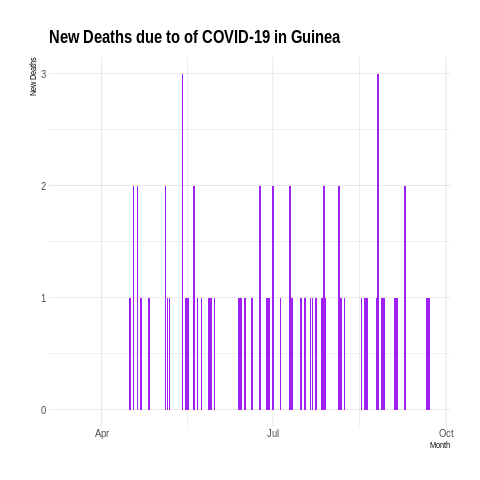 New Deaths due to of COVID-19 in Guinea
New Deaths
3
2
1
0
Apr
Jul
Oct
Month